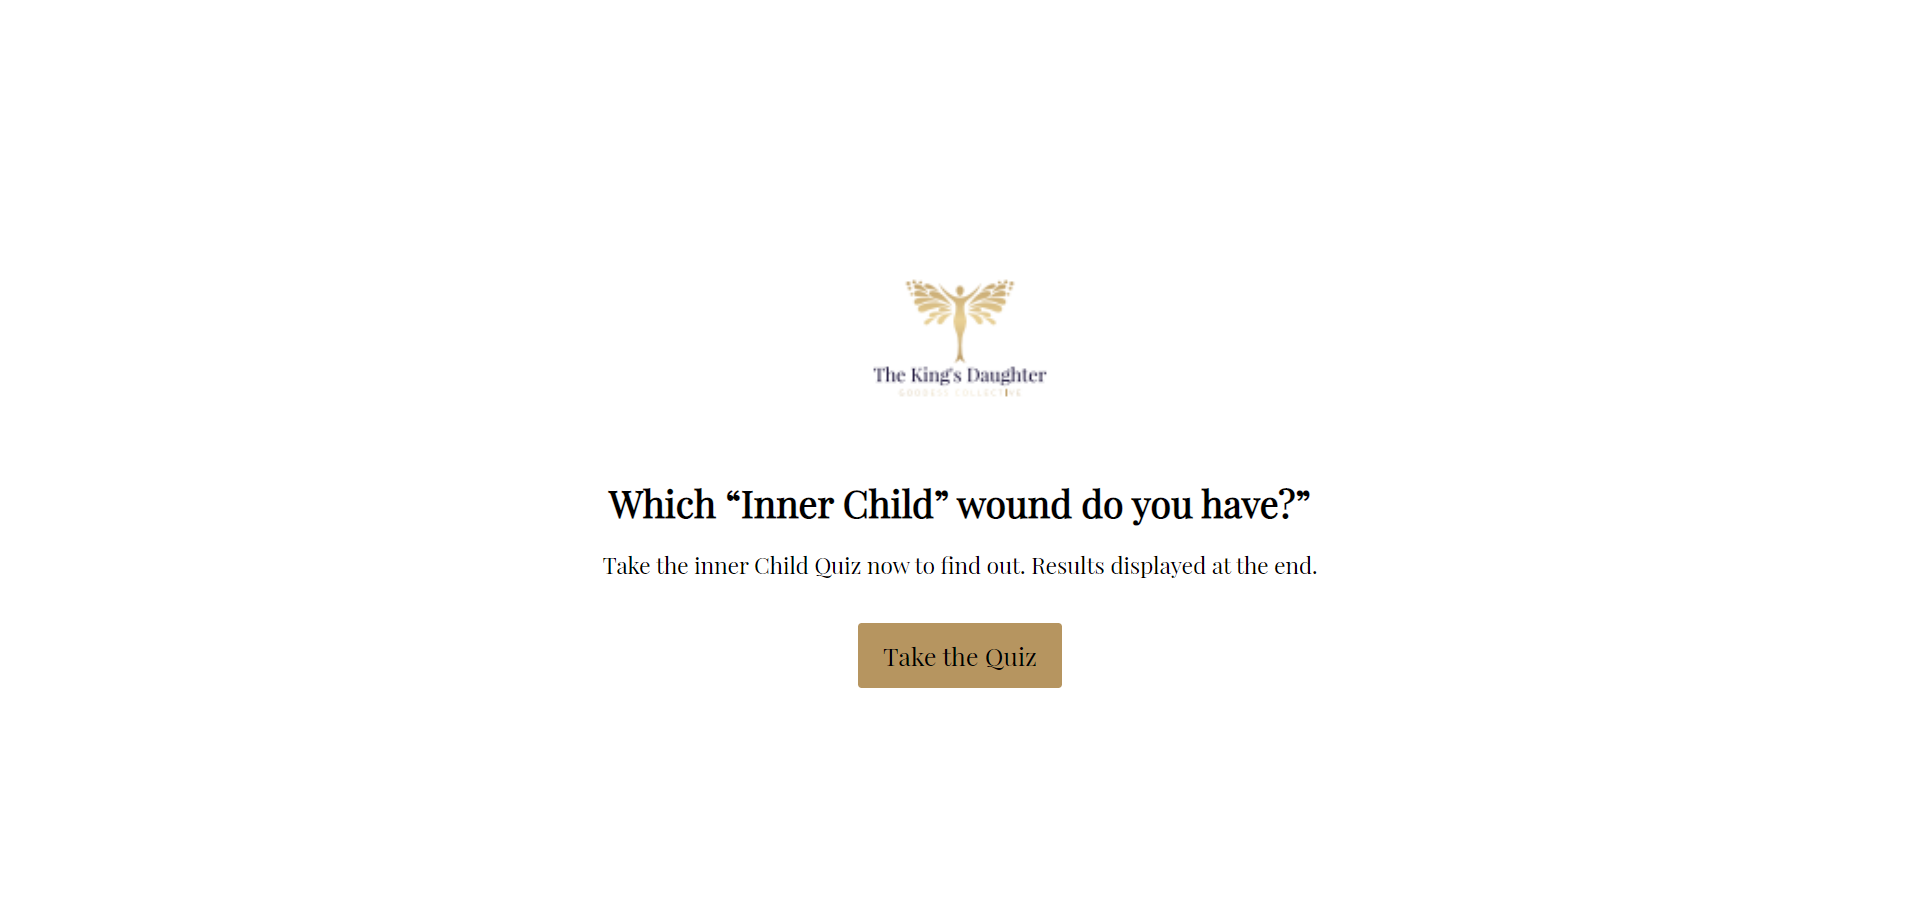 The King's Daughter
GODDESS COLLECTIVE
Which “Inner Child” wound do you have?”
Take the inner Child Quiz now to find out. Results displayed at the end.
Take the Quiz